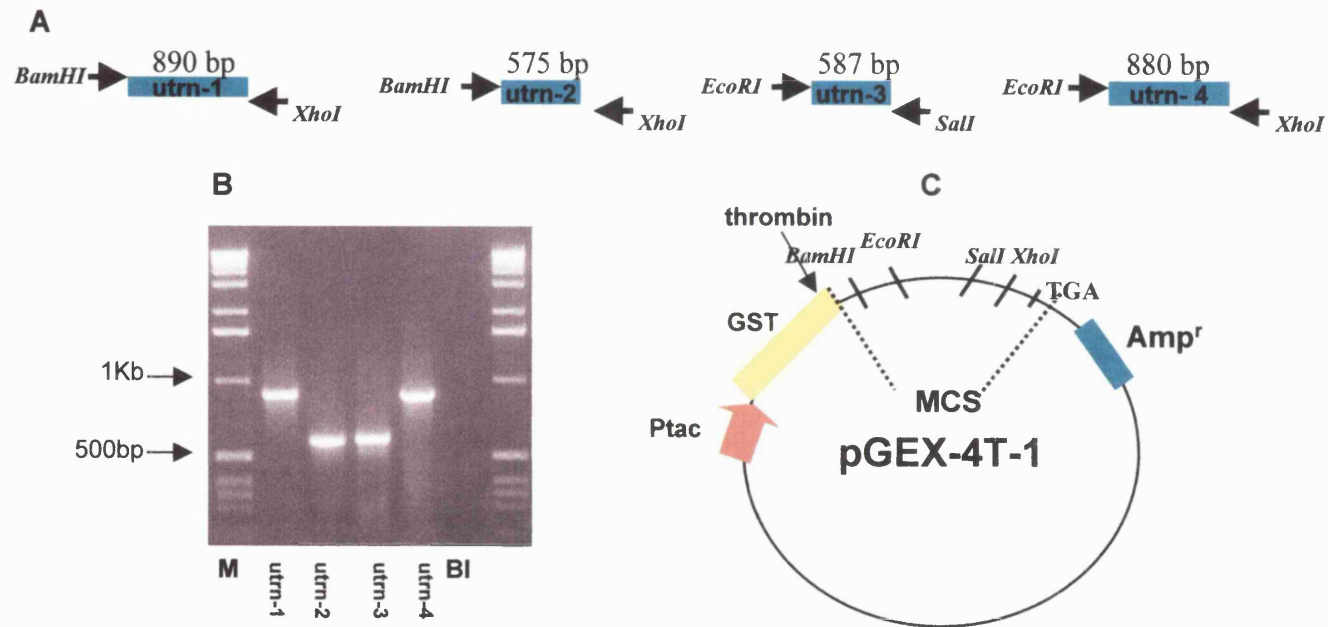 A
890 bp
BamHI
utrn-1
XhoI
575 bp
BamHI
utrn-2
XhoI
587 bp
EcoRI
utrn-3
SalI
880 bp
EcoRI
utrn- 4
XhoI
B
1Kb
500bp
M
utrn-1
utrn-2
utrn-3
utrn-4
Bl
C
thrombin
BamHI
EcoRI
SalI XhoI
TGA
GST
Ampr
MCS
Ptac
pGEX-4T-1